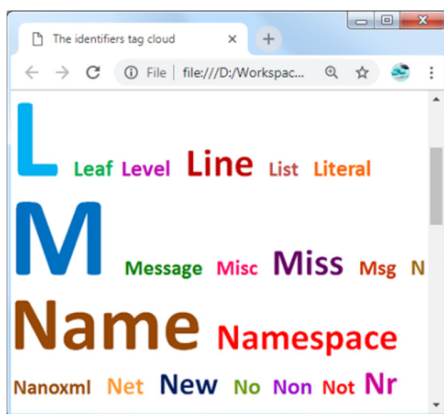 The identifiers tag cloud
File file:///D:/Workspac...
L Leaf Level Line List Literal
M Message Misc Miss Msg N
Name Namespace
Nanoxml Net New No Non Not Nr